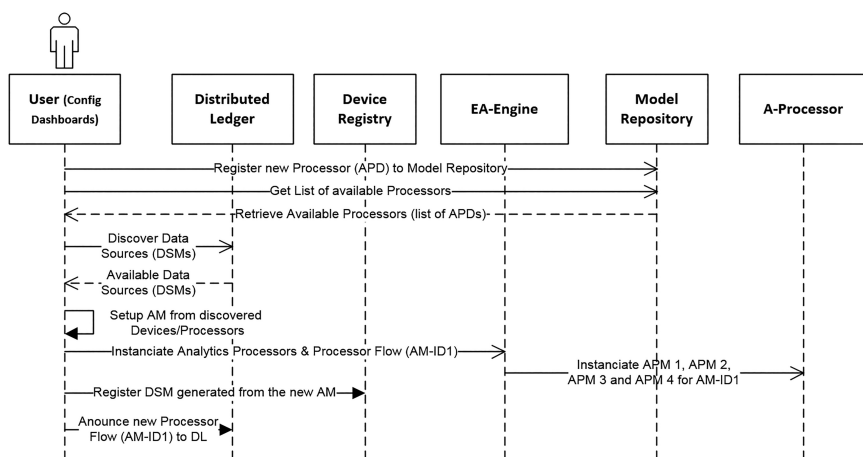 User (Config
Dashboards)
Distributed
Ledger
Device
Registry
EA-Engine
Model
Repository
A-Processor
Register new Processor (APD) to Model Repository
Get List of available Processors
Retrieve Available Processors (list of APDs)
Discover Data
Sources (DSMs)
Available Data
Sources (DSMs)
Setup AM from discovered
Devices/Processors
Instanciate Analytics Processors & Processor Flow (AM-ID1)
Instanciate APM 1, APM 2,
APM 3 and APM 4 for AM-ID1
Register DSM generated from the new AM
Anounce new Processor
Flow (AM-ID1) to DL